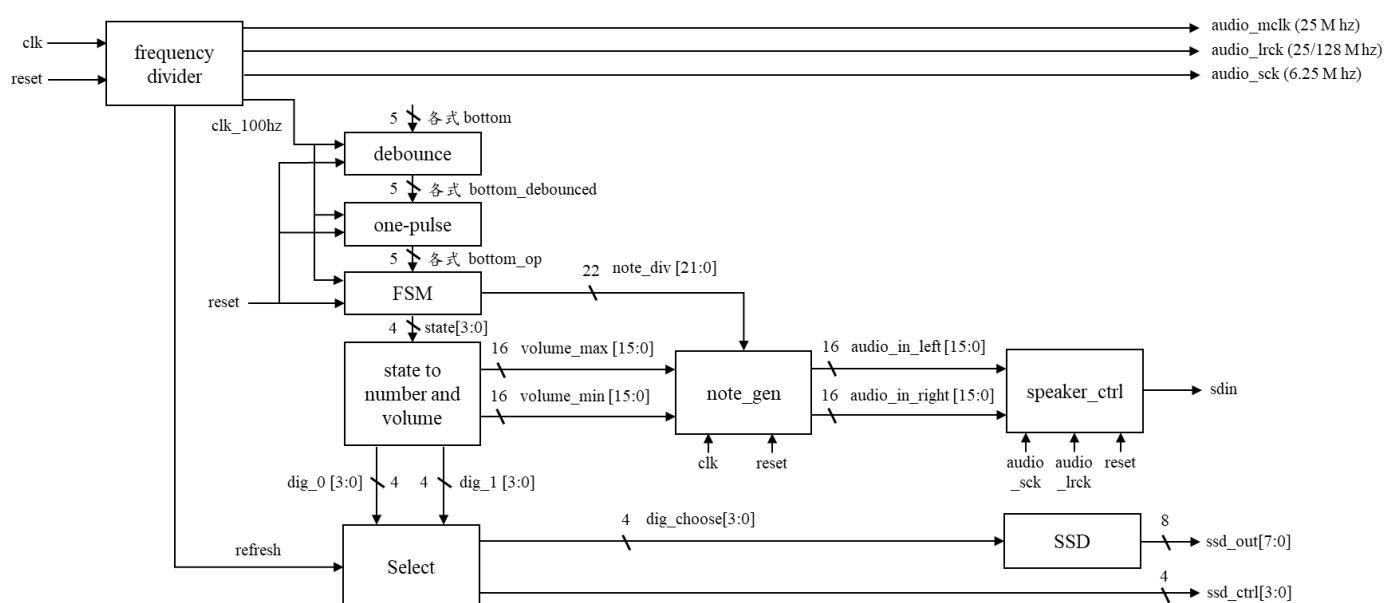 clk
reset
frequency
divider
audio_mclk (25 M hz)
audio_lrck (25/128 M hz)
audio_sck (6.25 M hz)
clk_100hz
5 各式 bottom
debounce
5 各式 bottom_debounced
one-pulse
5 各式 bottom_op
reset
FSM
22 note_div [21:0]
4 state[3:0]
state to
number and
volume
16 volume_max [15:0]
16 volume_min [15:0]
note_gen
clk reset
16 audio_in_left [15:0]
16 audio_in_right [15:0]
speaker_ctrl
sdin
audio
_sck
audio
_lrck
reset
dig_0 [3:0] 4
4 dig_1 [3:0]
refresh
Select
4 dig_choose[3:0]
SSD
8
ssd_out[7:0]
4
ssd_ctrl[3:0]